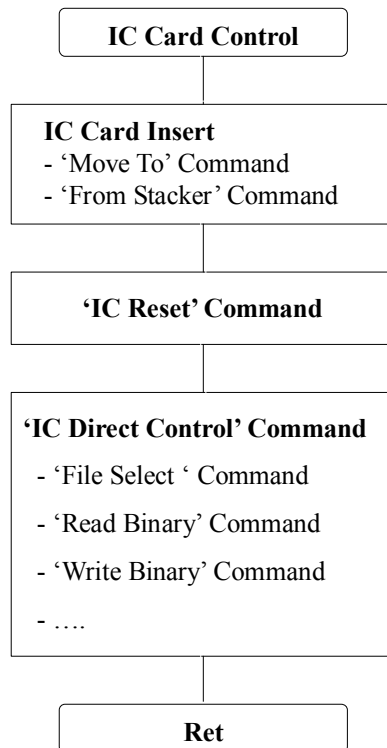 IC Card Control
IC Card Insert
- ‘Move To’ Command
- ‘From Stacker’ Command
‘IC Reset’ Command
‘IC Direct Control’ Command
- ‘File Select ‘ Command
- ‘Read Binary’ Command
- ‘Write Binary’ Command
- ….
Ret